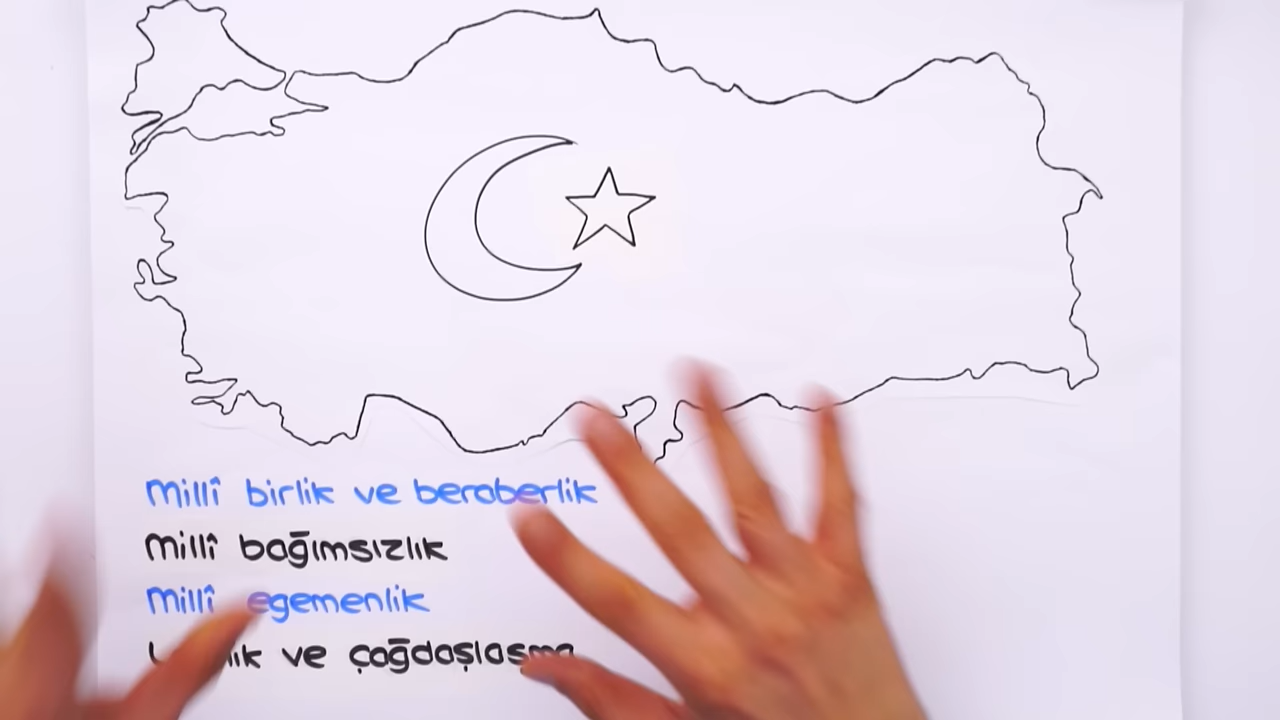 Millî birlik ve beraberlik
Millî bağımsızlık
Millî egemenlik
ve çağdaşlaşma